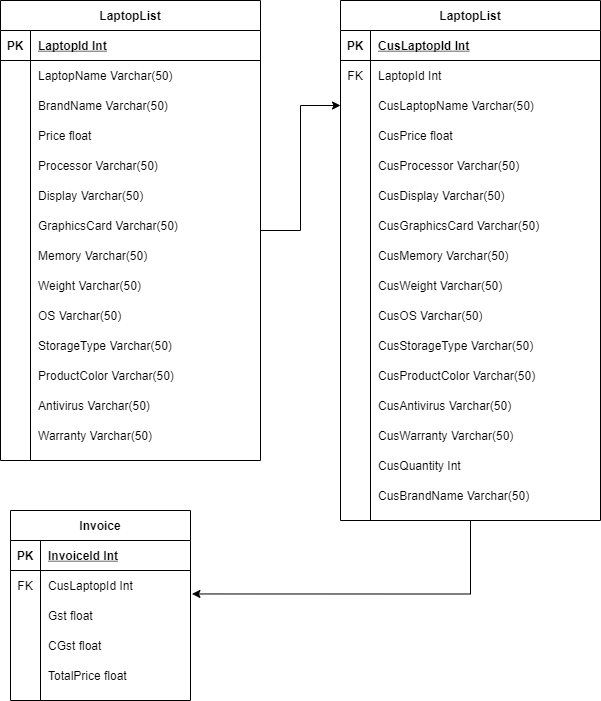 LaptopList
PK LaptopId Int
LaptopName Varchar(50)
BrandName Varchar(50)
Price float
Processor Varchar(50)
Display Varchar(50)
GraphicsCard Varchar(50)
Memory Varchar(50)
Weight Varchar(50)
OS Varchar(50)
StorageType Varchar(50)
ProductColor Varchar(50)
Antivirus Varchar(50)
Warranty Varchar(50)
LaptopList
PK CusLaptopId Int
FK LaptopId Int
CusLaptopName Varchar(50)
CusPrice float
CusProcessor Varchar(50)
CusDisplay Varchar(50)
CusGraphicsCard Varchar(50)
CusMemory Varchar(50)
CusWeight Varchar(50)
CusOS Varchar(50)
CusStorageType Varchar(50)
CusProductColor Varchar(50)
CusAntivirus Varchar(50)
CusWarranty Varchar(50)
CusQuantity Int
CusBrandName Varchar(50)
Invoice
PK InvoiceId Int
FK CusLaptopId Int
Gst float
CGst float
TotalPrice float